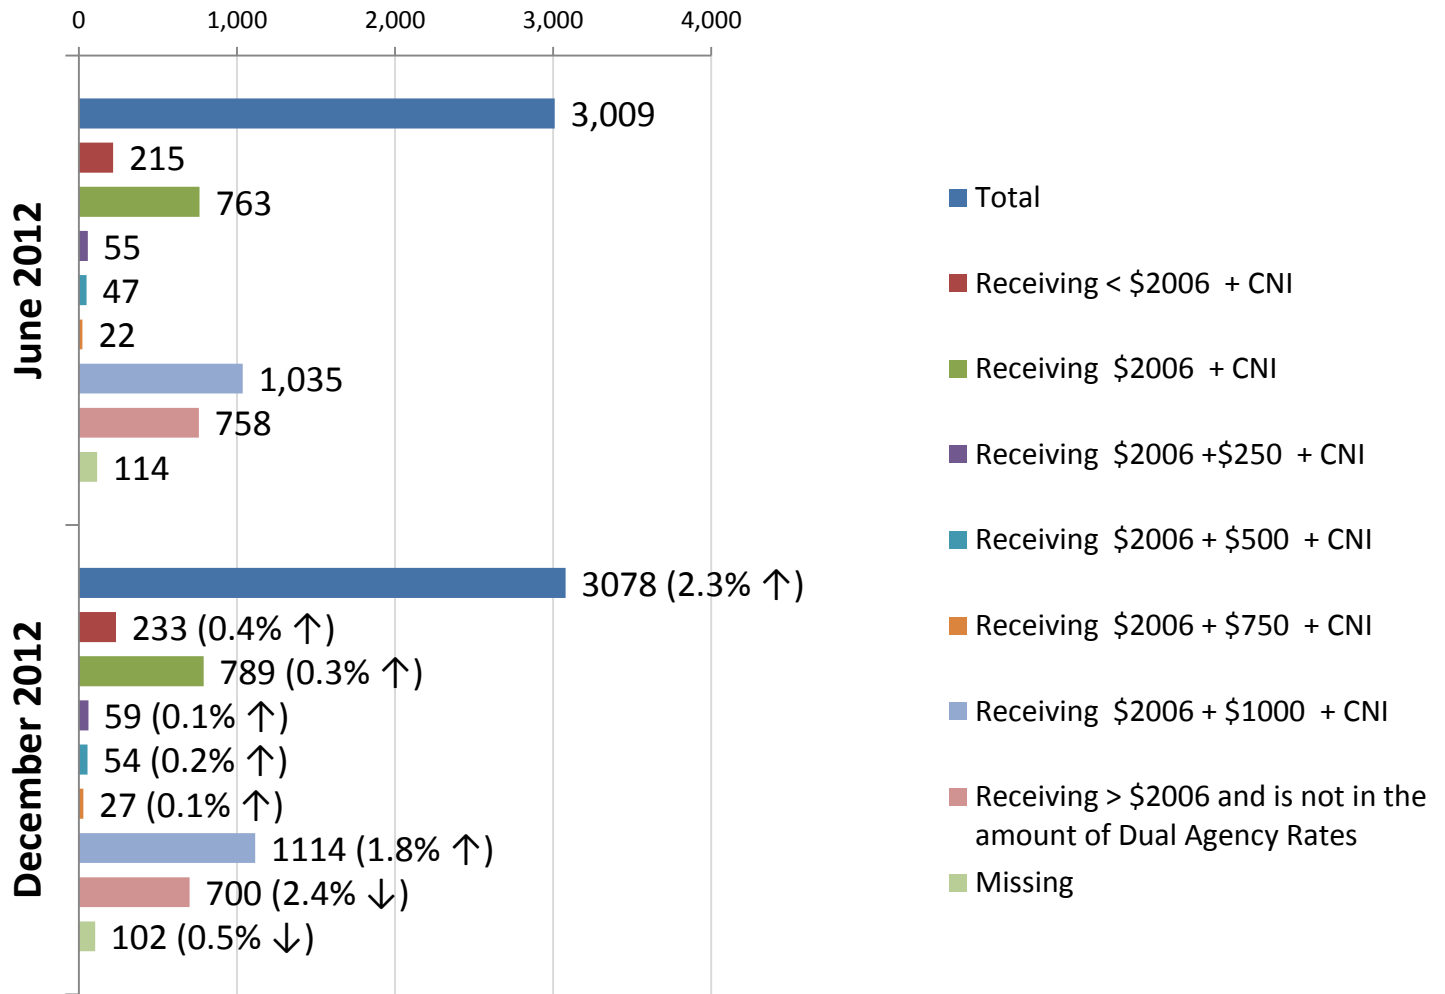 0 1,000 2,000 3,000 4,000
June 2012
3,009
215
763
55
47
22
1,035
758
114
December 2012
3078 (2.3% ↑)
233 (0.4% ↑)
789 (0.3% ↑)
59 (0.1% ↑)
54 (0.2% ↑)
27 (0.1% ↑)
1114 (1.8% ↑)
700 (2.4% ↓)
102 (0.5% ↓)
Total
Receiving < $2006 + CNI
Receiving $2006 + CNI
Receiving $2006 +$250 + CNI
Receiving $2006 + $500 + CNI
Receiving $2006 + $750 + CNI
Receiving $2006 + $1000 + CNI
Receiving > $2006 and is not in the
amount of Dual Agency Rates
Missing